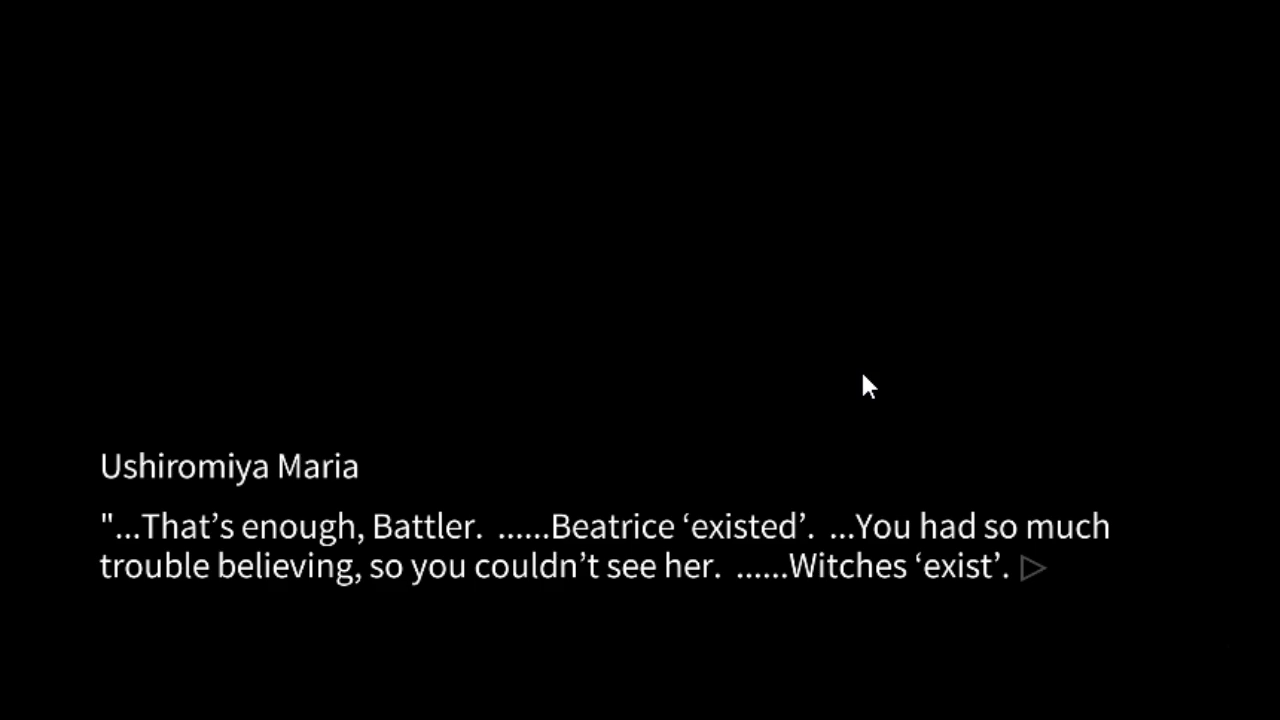 Ushiromiya Maria
"...That’s enough, Battler.  ......Beatrice ‘existed’.  ...You had so much
trouble believing, so you couldn’t see her.  ......Witches ‘exist’.